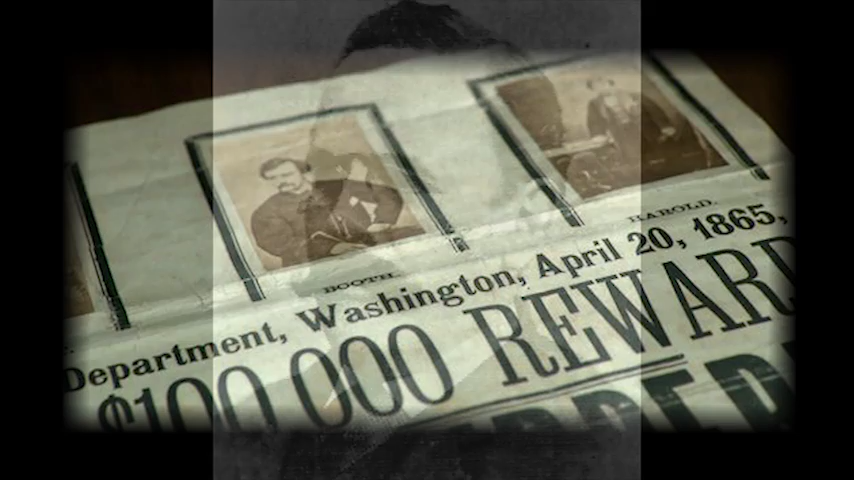 BOOTH.
HAROLD.
Department, Washington, April 20, 1865,
$100,000 REWARD